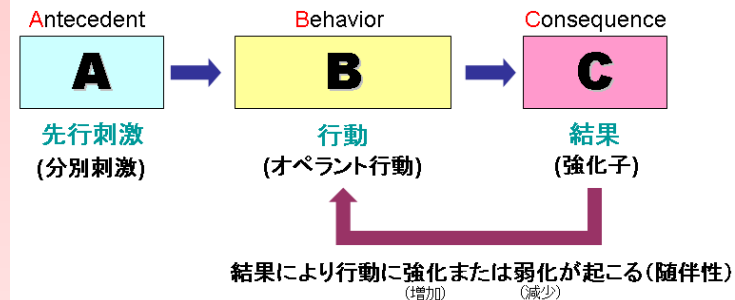 Antecedent Behavior Consequence
A B C
先行刺激 行動 結果
(分別刺激) (オペラント行動) (強化子)
結果により行動に強化または弱化が起こる(随伴性)
(増加) (減少)